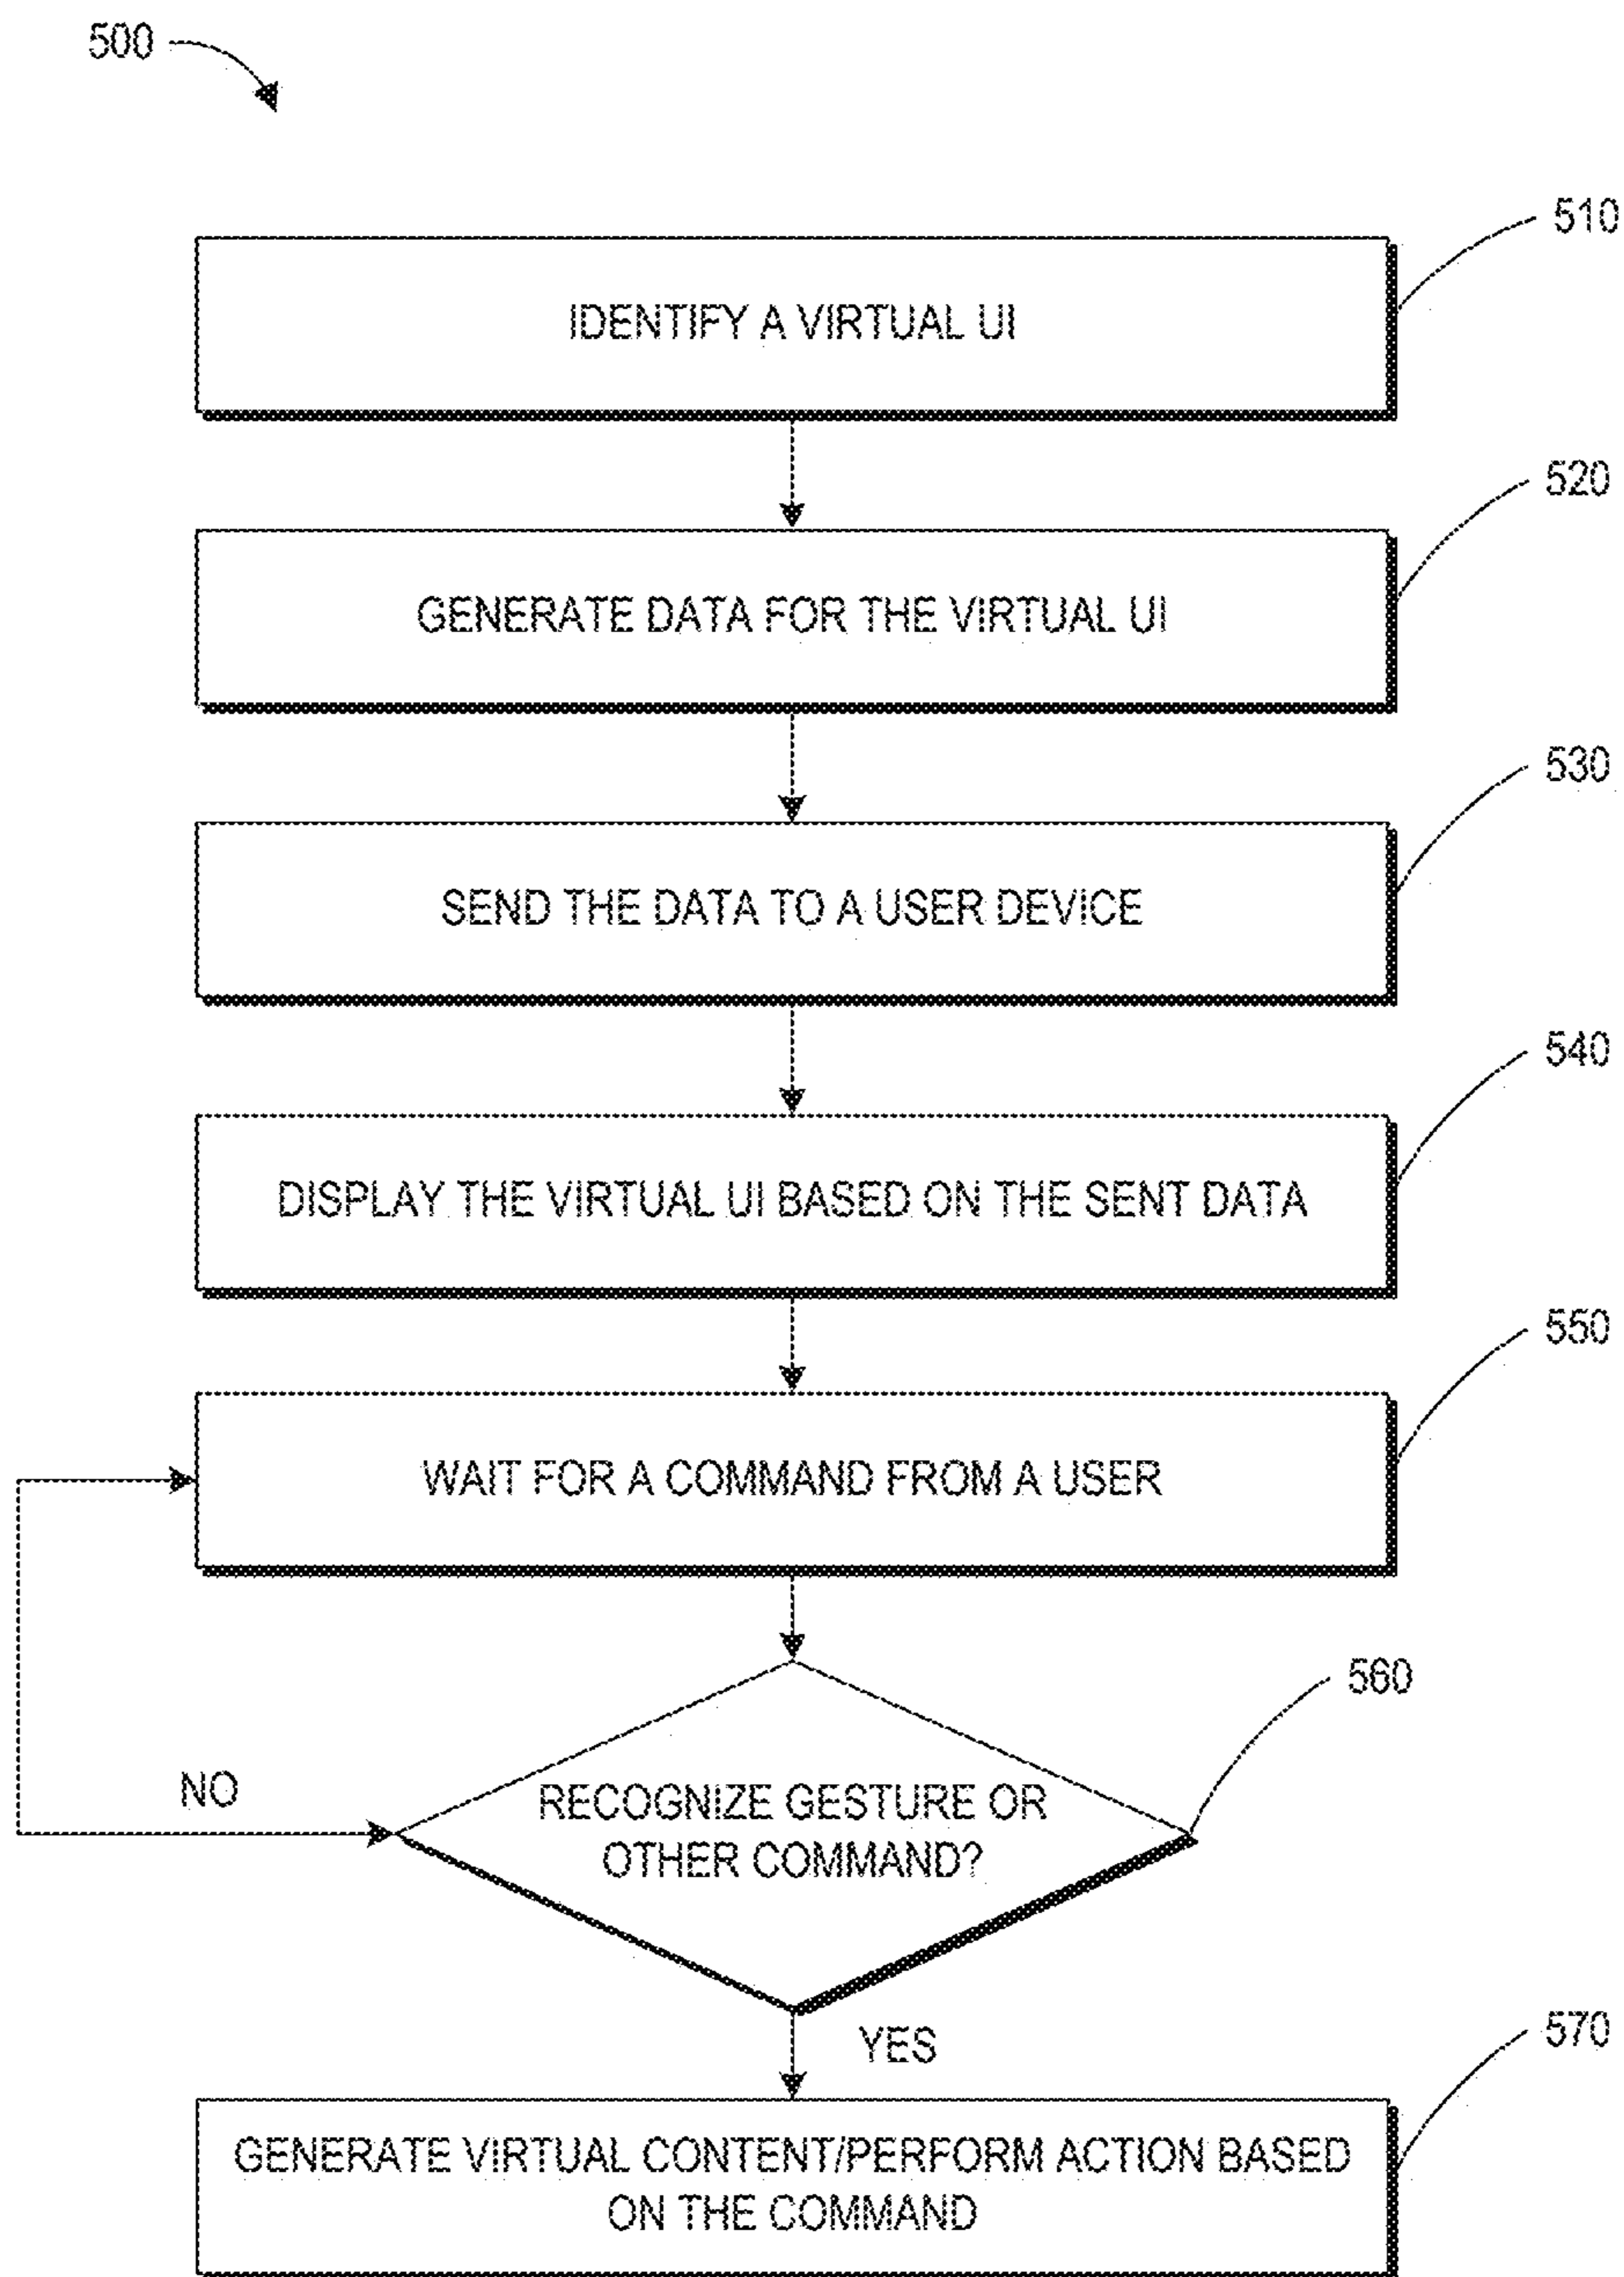 500
510
IDENTIFY A VIRTUAL UI
520
GENERATE DATA FOR THE VIRTUAL UI
530
SEND THE DATA TO A USER DEVICE
540
DISPLAY THE VIRTUAL UI BASED ON THE SENT DATA
550
WAIT FOR A COMMAND FROM A USER
560
NO
RECOGNIZE GESTURE OR
OTHER COMMAND?
YES
570
GENERATE VIRTUAL CONTENT/PERFORM ACTION BASED
ON THE COMMAND